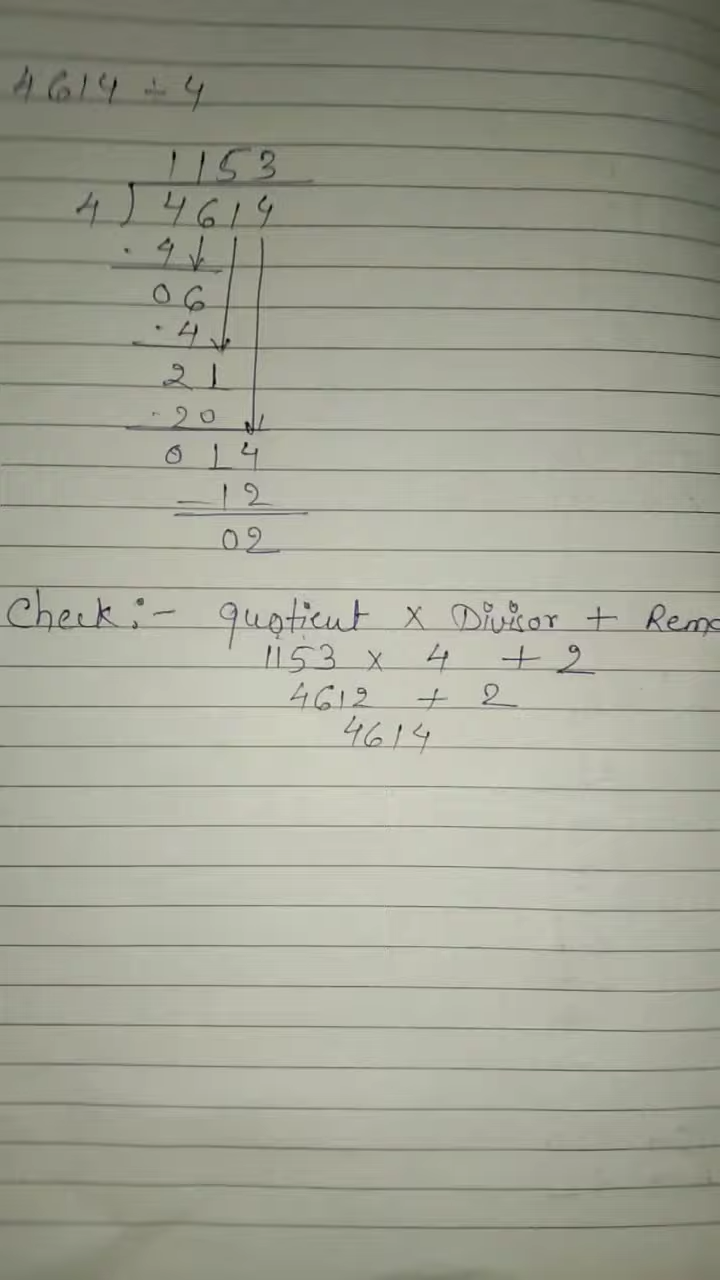 4614 ÷ 4
1153
4 ) 4614
- 4
06
- 4
21
- 20
014
- 12
02
Check :- quotient × Divisor + Rema
1153 × 4 + 2
4612 + 2
4614